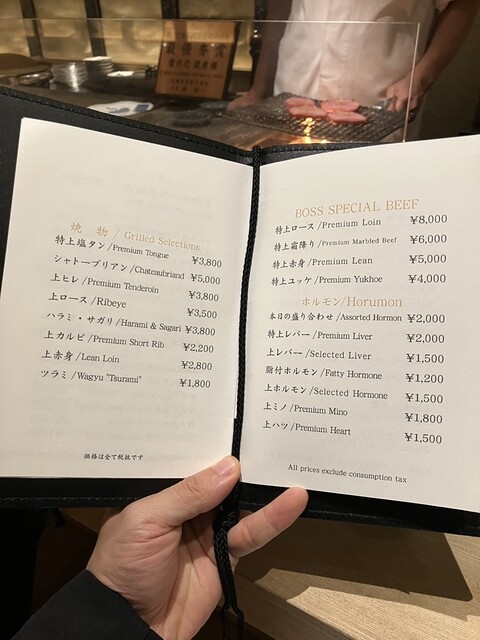 最優秀賞
焼 物 / Grilled Selections
特上塩タン/Premium Tongue ¥3,800
シャトーブリアン/Chateaubriand ¥5,000
上ヒレ/Premium Tenderoin ¥3,800
上ロース/Ribeye ¥3,500
ハラミ・サガリ/Harami & Sagari ¥3,800
上カルビ/Premium Short Rib ¥2,200
上赤身/Lean Loin ¥2,800
ツラミ/Wagyu "Tsurami" ¥1,800
価格は全て税抜です
BOSS SPECIAL BEEF
特上ロース/Premium Loin ¥8,000
特上霜降り/Premium Marbled Beef ¥6,000
特上赤身/Premium Lean ¥5,000
特上ユッケ/Premium Yukhoe ¥4,000
ホルモン/Horumon
本日の盛り合わせ/Assorted Hormon ¥2,000
特上レバー/Premium Liver ¥2,000
上レバー/Selected Liver ¥1,500
脂付ホルモン/Fatty Hormone ¥1,200
上ホルモン/Selected Hormone ¥1,500
上ミノ/Premium Mino ¥1,800
上ハツ/Premium Heart ¥1,500
All prices exclude consumption tax